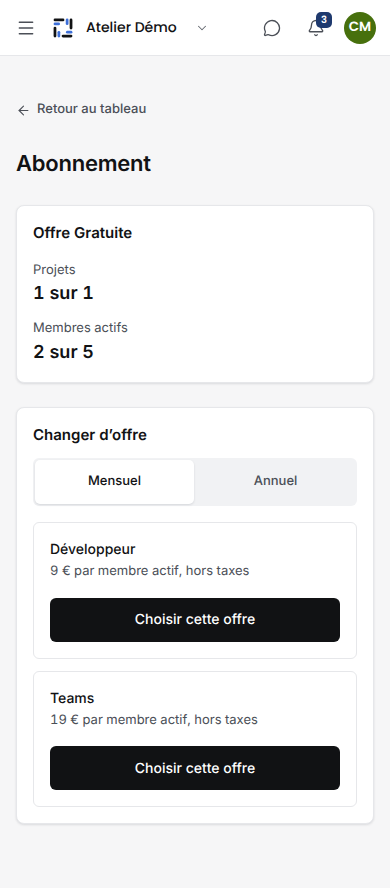 Atelier Démo
3
CM
Retour au tableau
Abonnement
Offre Gratuite
Projets
1 sur 1
Membres actifs
2 sur 5
Changer d’offre
Mensuel
Annuel
Développeur
9 € par membre actif, hors taxes
Choisir cette offre
Teams
19 € par membre actif, hors taxes
Choisir cette offre